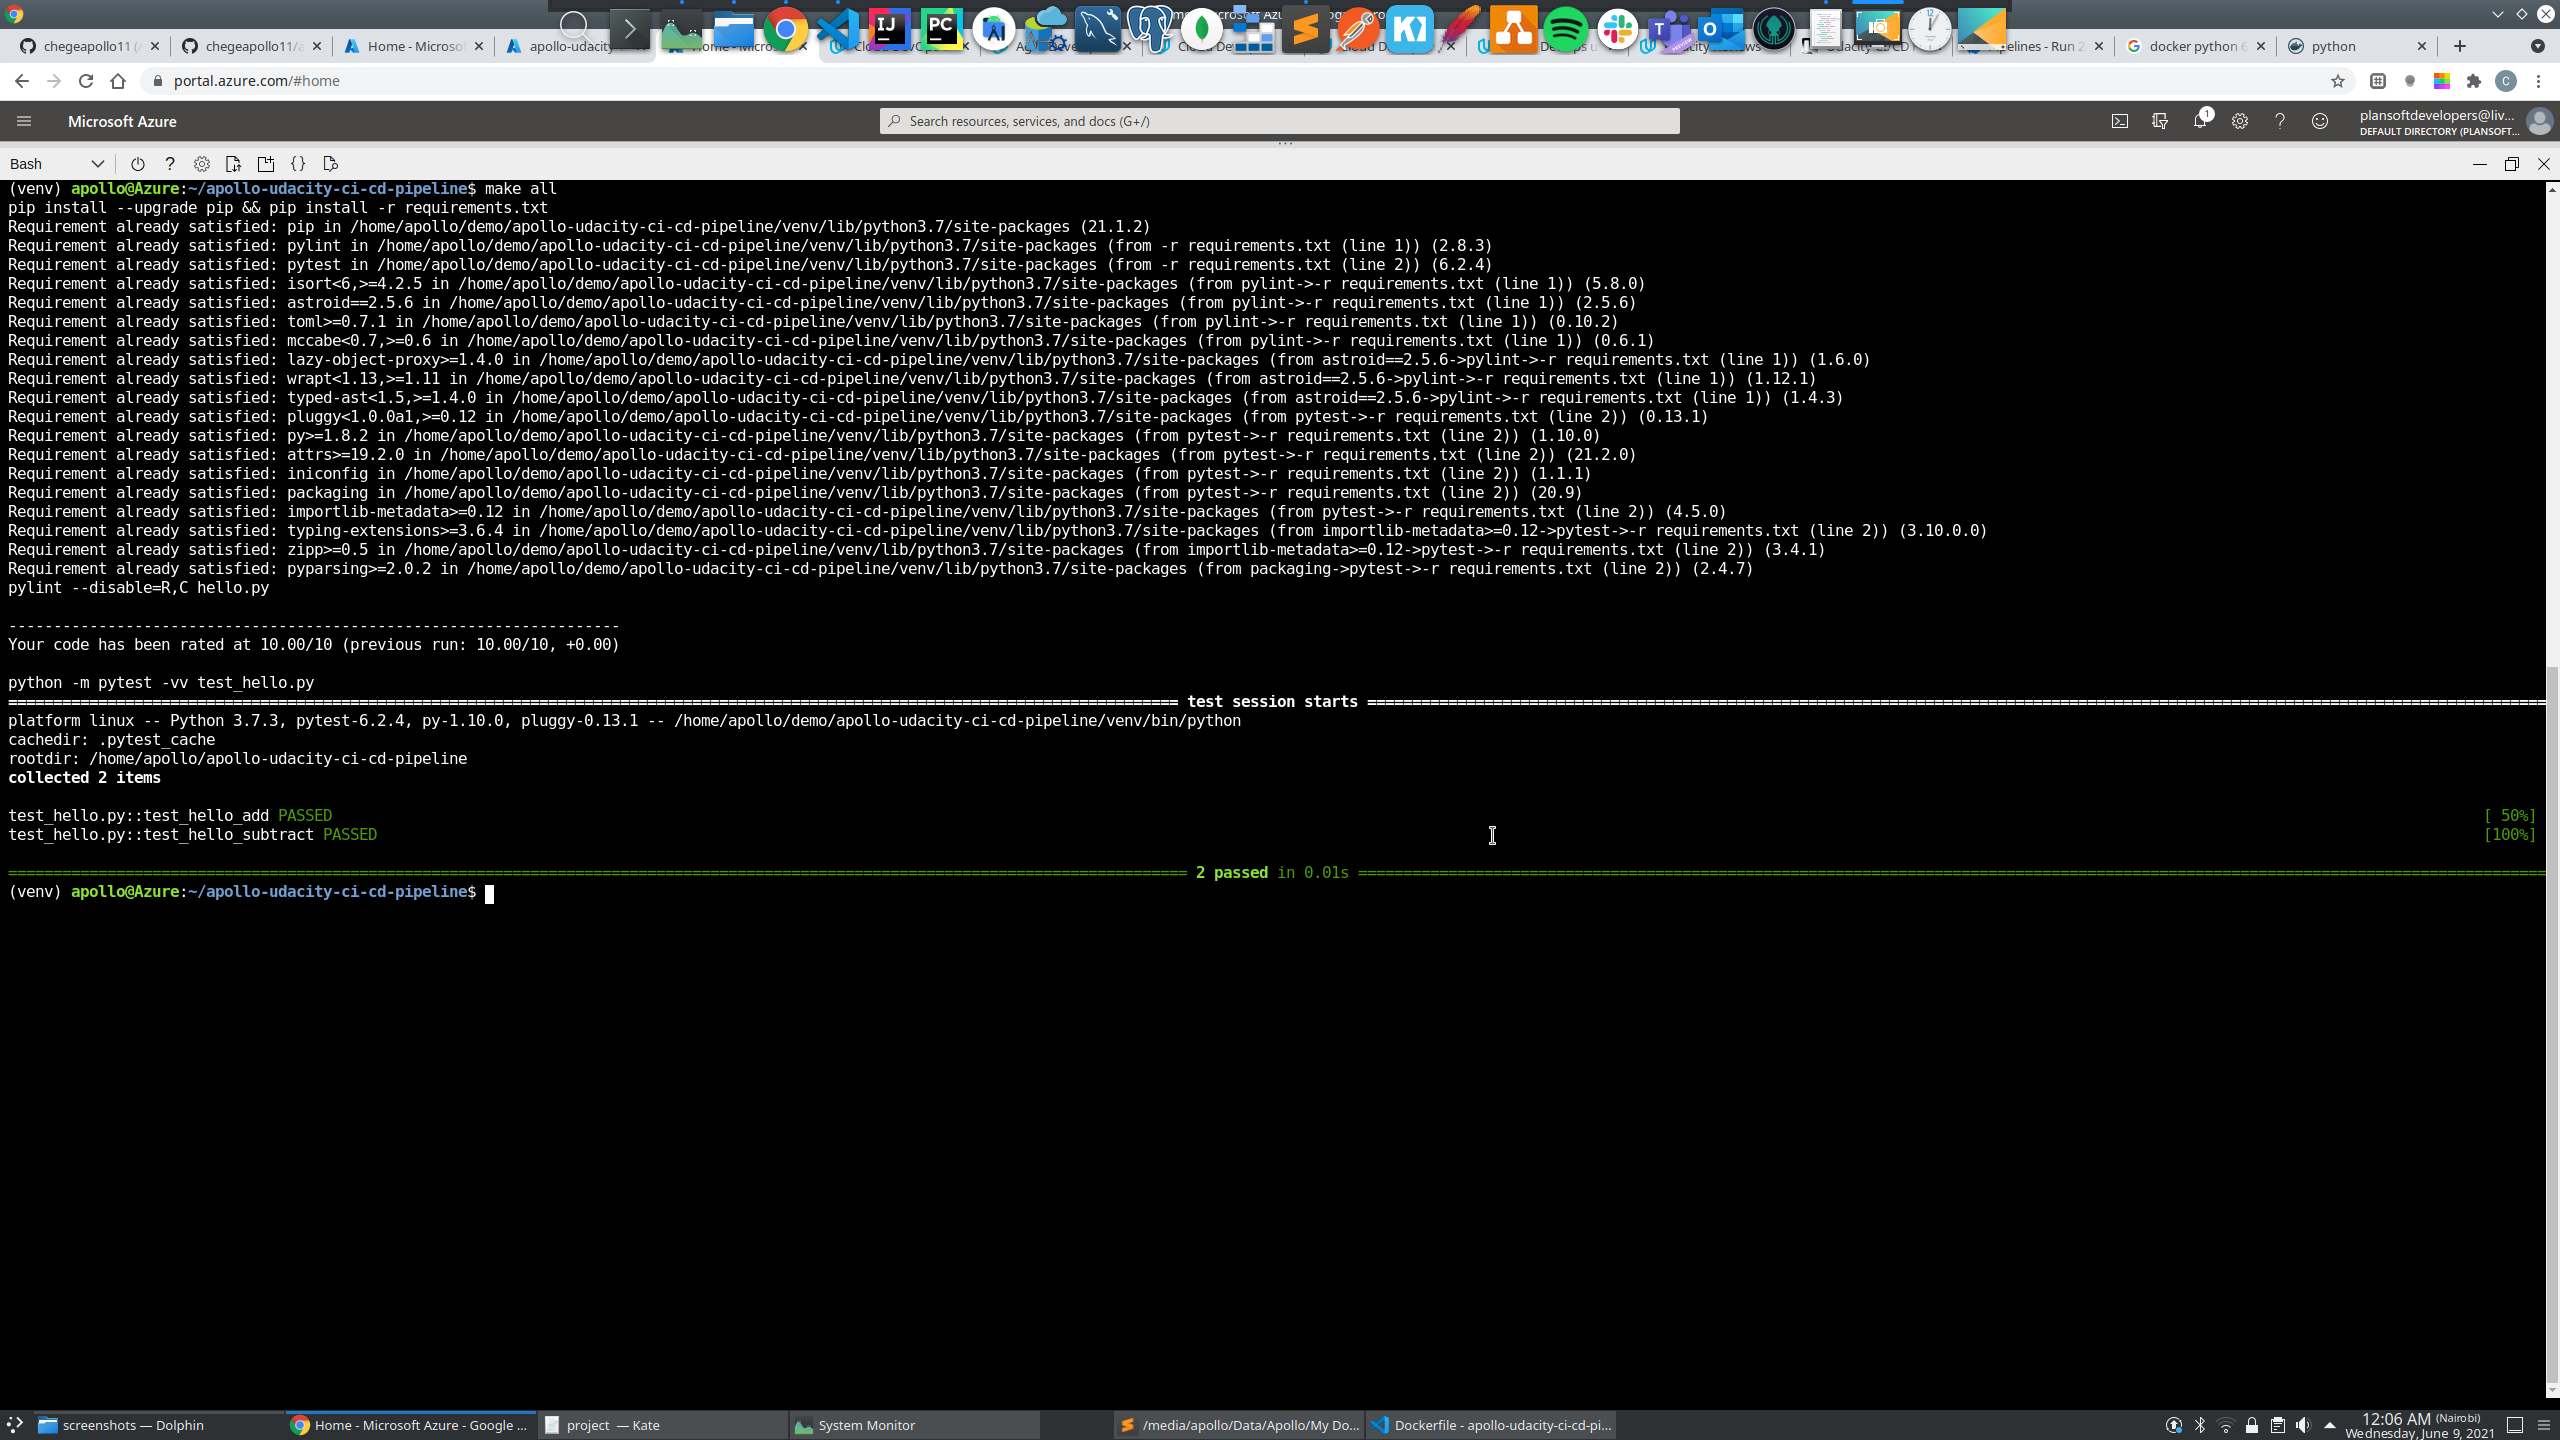 chegeapollo11 (
chegeapollo11/a
Home - Microso
apollo-udacity
docker python 6
python
portal.azure.com/#home
Microsoft Azure
Search resources, services, and docs (G+/)
1
plansoftdevelopers@liv...
DEFAULT DIRECTORY (PLANSOFT...
Bash
(venv) apollo@Azure:~/apollo-udacity-ci-cd-pipeline$ make all
pip install --upgrade pip && pip install -r requirements.txt
Requirement already satisfied: pip in /home/apollo/demo/apollo-udacity-ci-cd-pipeline/venv/lib/python3.7/site-packages (21.1.2)
Requirement already satisfied: pylint in /home/apollo/demo/apollo-udacity-ci-cd-pipeline/venv/lib/python3.7/site-packages (from -r requirements.txt (line 1)) (2.8.3)
Requirement already satisfied: pytest in /home/apollo/demo/apollo-udacity-ci-cd-pipeline/venv/lib/python3.7/site-packages (from -r requirements.txt (line 2)) (6.2.4)
Requirement already satisfied: isort<6,>=4.2.5 in /home/apollo/demo/apollo-udacity-ci-cd-pipeline/venv/lib/python3.7/site-packages (from pylint->-r requirements.txt (line 1)) (5.8.0)
Requirement already satisfied: astroid==2.5.6 in /home/apollo/demo/apollo-udacity-ci-cd-pipeline/venv/lib/python3.7/site-packages (from pylint->-r requirements.txt (line 1)) (2.5.6)
Requirement already satisfied: toml>=0.7.1 in /home/apollo/demo/apollo-udacity-ci-cd-pipeline/venv/lib/python3.7/site-packages (from pylint->-r requirements.txt (line 1)) (0.10.2)
Requirement already satisfied: mccabe<0.7,>=0.6 in /home/apollo/demo/apollo-udacity-ci-cd-pipeline/venv/lib/python3.7/site-packages (from pylint->-r requirements.txt (line 1)) (0.6.1)
Requirement already satisfied: lazy-object-proxy>=1.4.0 in /home/apollo/demo/apollo-udacity-ci-cd-pipeline/venv/lib/python3.7/site-packages (from astroid==2.5.6->pylint->-r requirements.txt (line 1)) (1.6.0)
Requirement already satisfied: wrapt<1.13,>=1.11 in /home/apollo/demo/apollo-udacity-ci-cd-pipeline/venv/lib/python3.7/site-packages (from astroid==2.5.6->pylint->-r requirements.txt (line 1)) (1.12.1)
Requirement already satisfied: typed-ast<1.5,>=1.4.0 in /home/apollo/demo/apollo-udacity-ci-cd-pipeline/venv/lib/python3.7/site-packages (from astroid==2.5.6->pylint->-r requirements.txt (line 1)) (1.4.3)
Requirement already satisfied: pluggy<1.0.0a1,>=0.12 in /home/apollo/demo/apollo-udacity-ci-cd-pipeline/venv/lib/python3.7/site-packages (from pytest->-r requirements.txt (line 2)) (0.13.1)
Requirement already satisfied: py>=1.8.2 in /home/apollo/demo/apollo-udacity-ci-cd-pipeline/venv/lib/python3.7/site-packages (from pytest->-r requirements.txt (line 2)) (1.10.0)
Requirement already satisfied: attrs>=19.2.0 in /home/apollo/demo/apollo-udacity-ci-cd-pipeline/venv/lib/python3.7/site-packages (from pytest->-r requirements.txt (line 2)) (21.2.0)
Requirement already satisfied: iniconfig in /home/apollo/demo/apollo-udacity-ci-cd-pipeline/venv/lib/python3.7/site-packages (from pytest->-r requirements.txt (line 2)) (1.1.1)
Requirement already satisfied: packaging in /home/apollo/demo/apollo-udacity-ci-cd-pipeline/venv/lib/python3.7/site-packages (from pytest->-r requirements.txt (line 2)) (20.9)
Requirement already satisfied: importlib-metadata>=0.12 in /home/apollo/demo/apollo-udacity-ci-cd-pipeline/venv/lib/python3.7/site-packages (from pytest->-r requirements.txt (line 2)) (4.5.0)
Requirement already satisfied: typing-extensions>=3.6.4 in /home/apollo/demo/apollo-udacity-ci-cd-pipeline/venv/lib/python3.7/site-packages (from importlib-metadata>=0.12->pytest->-r requirements.txt (line 2)) (3.10.0.0)
Requirement already satisfied: zipp>=0.5 in /home/apollo/demo/apollo-udacity-ci-cd-pipeline/venv/lib/python3.7/site-packages (from importlib-metadata>=0.12->pytest->-r requirements.txt (line 2)) (3.4.1)
Requirement already satisfied: pyparsing>=2.0.2 in /home/apollo/demo/apollo-udacity-ci-cd-pipeline/venv/lib/python3.7/site-packages (from packaging->pytest->-r requirements.txt (line 2)) (2.4.7)
pylint --disable=R,C hello.py
--------------------------------------------------------------------
Your code has been rated at 10.00/10 (previous run: 10.00/10, +0.00)
python -m pytest -vv test_hello.py
test session starts
platform linux -- Python 3.7.3, pytest-6.2.4, py-1.10.0, pluggy-0.13.1 -- /home/apollo/demo/apollo-udacity-ci-cd-pipeline/venv/bin/python
cachedir: .pytest_cache
rootdir: /home/apollo/apollo-udacity-ci-cd-pipeline
collected 2 items
test_hello.py::test_hello_add PASSED [ 50%]
test_hello.py::test_hello_subtract PASSED [100%]
2 passed in 0.01s
(venv) apollo@Azure:~/apollo-udacity-ci-cd-pipeline$
screenshots — Dolphin
Home - Microsoft Azure - Google ...
project — Kate
System Monitor
/media/apollo/Data/Apollo/My Do...
Dockerfile - apollo-udacity-ci-cd-pi...
12:06 AM (Nairobi)
Wednesday, June 9, 2021